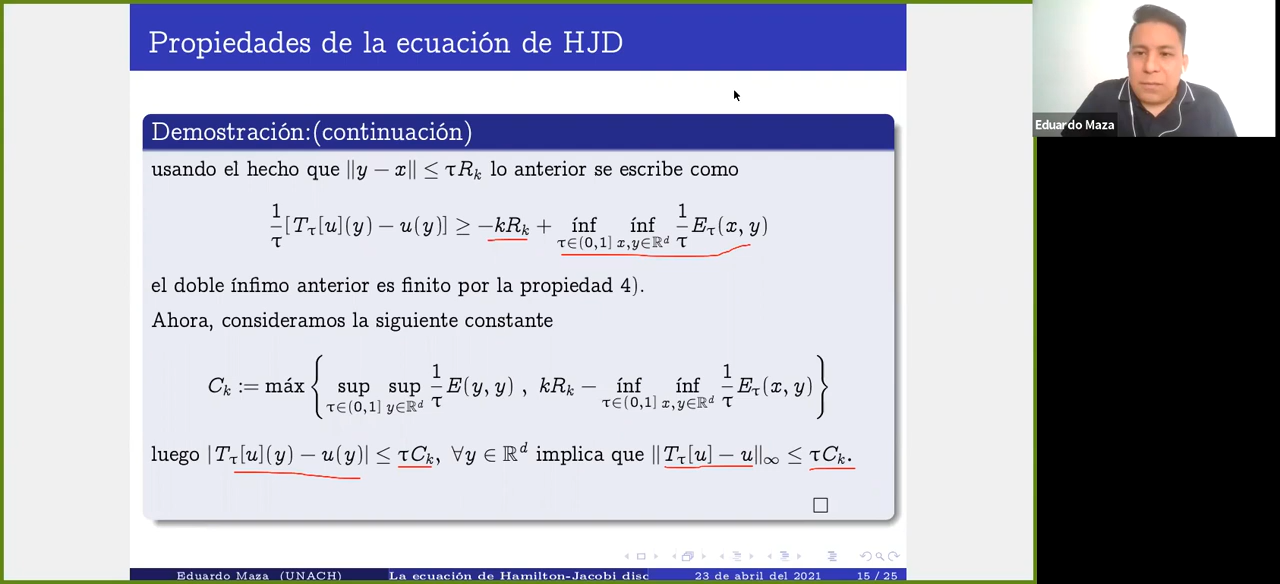 Propiedades de la ecuación de HJD
Demostración:(continuación)
usando el hecho que ||y − x|| ≤ τR_k lo anterior se escribe como
1/τ [T_τ[u](y) − u(y)] ≥ −kR_k + ínf_{τ∈(0,1]} ínf_{x,y∈ℝ^d} 1/τ E_τ(x, y)
el doble ínfimo anterior es finito por la propiedad 4).
Ahora, consideramos la siguiente constante
C_k := máx { sup_{τ∈(0,1]} sup_{y∈ℝ^d} 1/τ E(y, y) , kR_k − ínf_{τ∈(0,1]} ínf_{x,y∈ℝ^d} 1/τ E_τ(x, y) }
luego |T_τ[u](y) − u(y)| ≤ τC_k, ∀y ∈ ℝ^d implica que ||T_τ[u] − u||_∞ ≤ τC_k.
□
Eduardo Maza (UNACH) La ecuación de Hamilton-Jacobi disc 23 de abril del 2021 15 / 25
Eduardo Maza